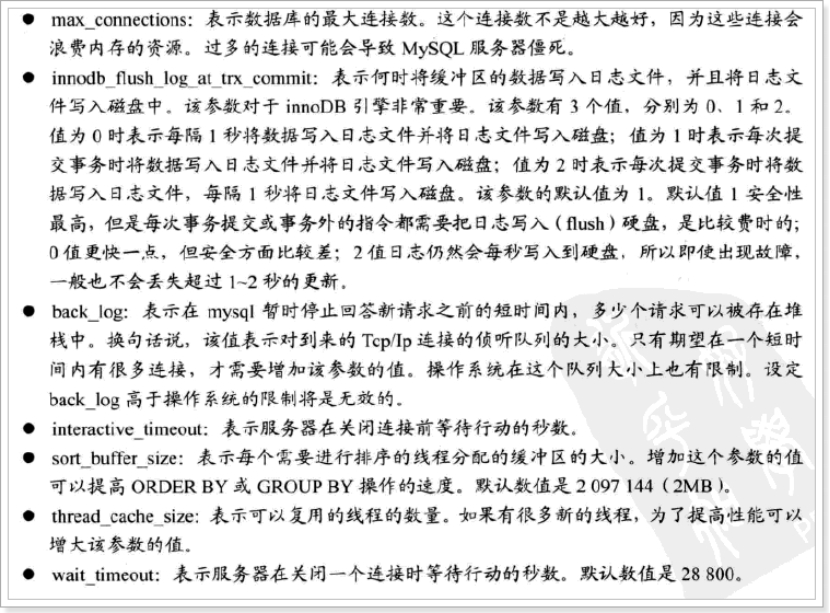 ● max_connections：表示数据库的最大连接数。这个连接数不是越大越好，因为这些连接会
浪费内存的资源。过多的连接可能会导致 MySQL 服务器僵死。
● innodb_flush_log_at_trx_commit：表示何时将缓冲区的数据写入日志文件，并且将日志文
件写入磁盘中。该参数对于 innoDB 引擎非常重要。该参数有 3 个值，分别为 0、1 和 2。
值为 0 时表示每隔 1 秒将数据写入日志文件并将日志文件写入磁盘；值为 1 时表示每次提
交事务时将数据写入日志文件并将日志文件写入磁盘；值为 2 时表示每次提交事务时将数
据写入日志文件，每隔 1 秒将日志文件写入磁盘。该参数的默认值为 1。默认值 1 安全性
最高，但是每次事务提交或事务外的指令都需要把日志写入（flush）硬盘，是比较费时的；
0 值更快一点，但安全方面比较差；2 值日志仍然会每秒写入到硬盘，所以即使出现故障，
一般也不会丢失超过 1~2 秒的更新。
● back_log：表示在 mysql 暂时停止回答新请求之前的短时间内，多少个请求可以被存在堆
栈中。换句话说，该值表示对到来的 Tcp/Ip 连接的侦听队列的大小。只有期望在一个短时
间内有很多连接，才需要增加该参数的值。操作系统在这个队列大小上也有限制。设定
back_log 高于操作系统的限制将是无效的。
● interactive_timeout：表示服务器在关闭连接前等待行动的秒数。
● sort_buffer_size：表示每个需要进行排序的线程分配的缓冲区的大小。增加这个参数的值
可以提高 ORDER BY 或 GROUP BY 操作的速度。默认数值是 2 097 144（2MB）。
● thread_cache_size：表示可以复用的线程的数量。如果有很多新的线程，为了提高性能可以
增大该参数的值。
● wait_timeout：表示服务器在关闭一个连接时等待行动的秒数。默认数值是 28 800。